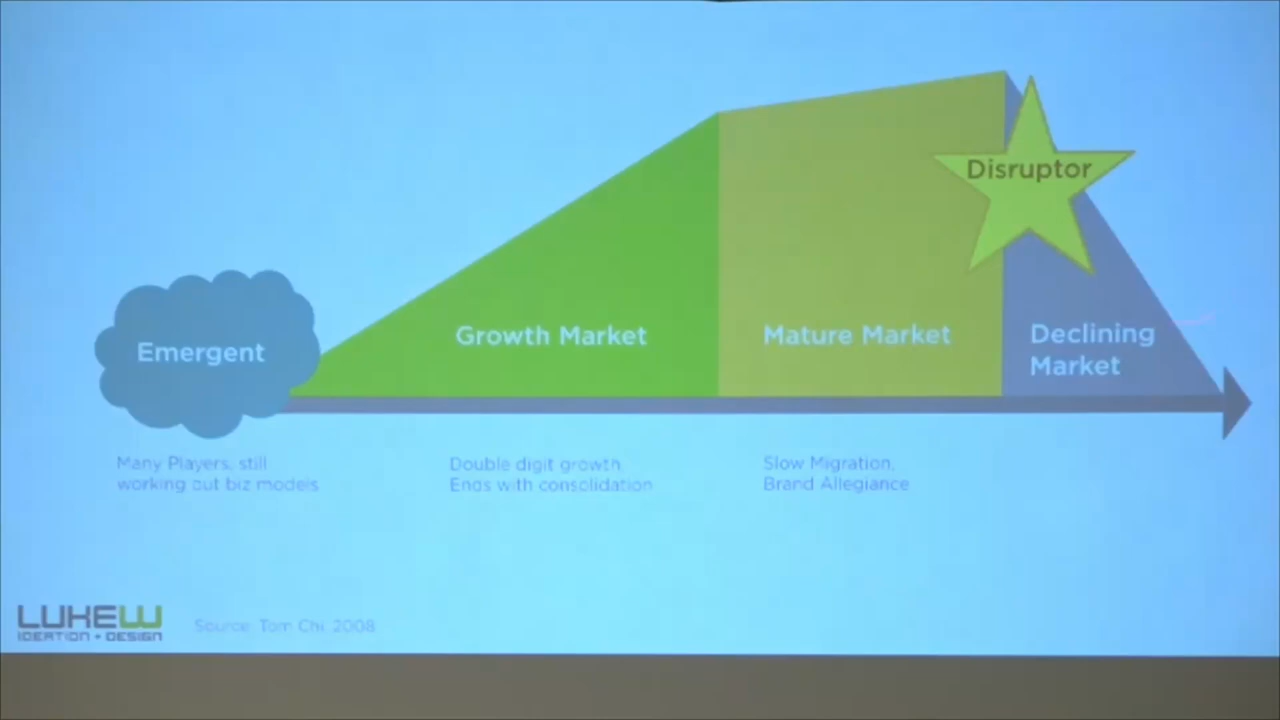 Disruptor
Emergent
Growth Market
Mature Market
Declining
Market
Many Players, still
working out biz models
Double digit growth,
Ends with consolidation
Slow Migration,
Brand Allegiance
LUKEW
IDEATION + DESIGN
Source: Tom Chi, 2008